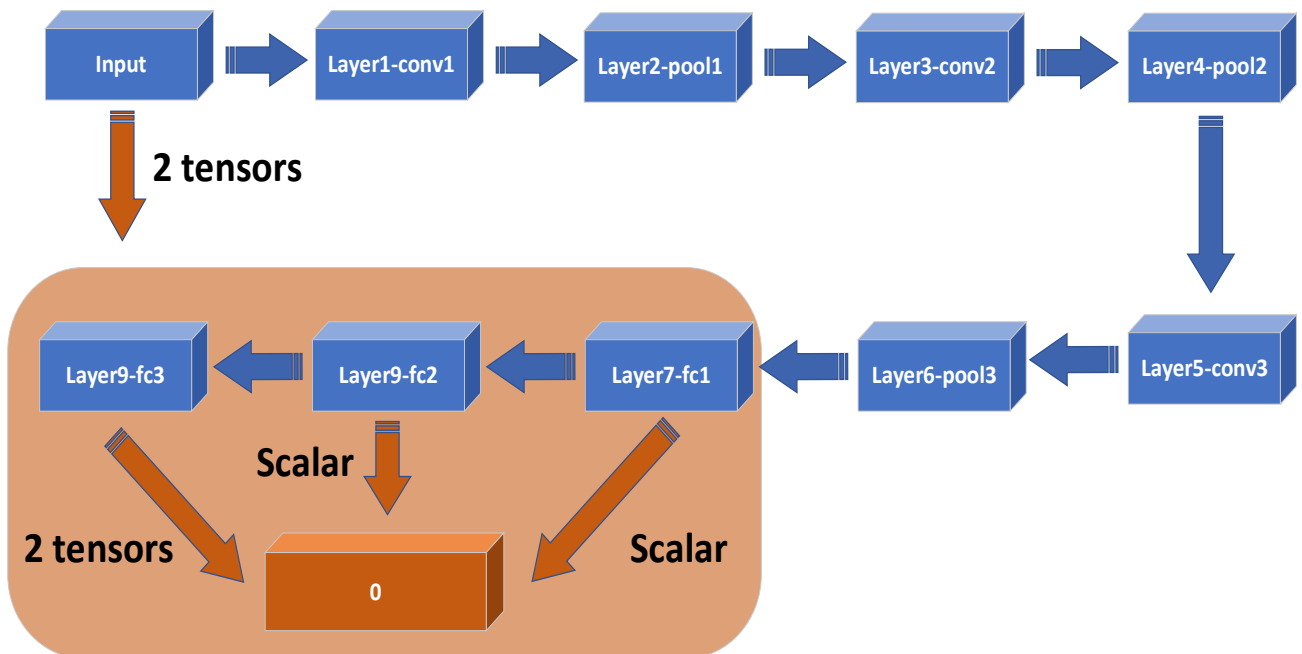 Input
Layer1-conv1
Layer2-pool1
Layer3-conv2
Layer4-pool2
2 tensors
Layer9-fc3
Layer9-fc2
Layer7-fc1
Layer6-pool3
Layer5-conv3
Scalar
2 tensors
Scalar
0